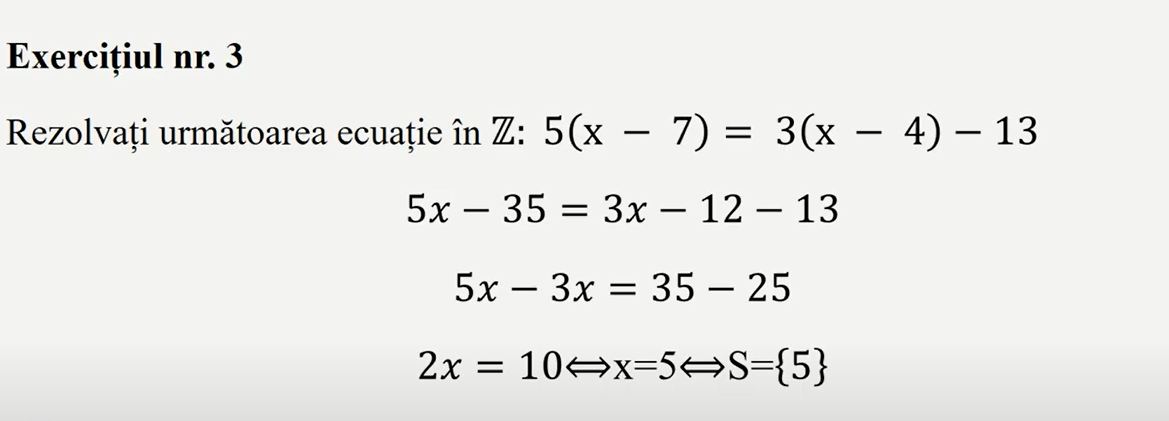 Exercițiul nr. 3
Rezolvați următoarea ecuație în ℤ: 5(x − 7) = 3(x − 4) − 13
5x − 35 = 3x − 12 − 13
5x − 3x = 35 − 25
2x = 10⇔x=5⇔S={5}